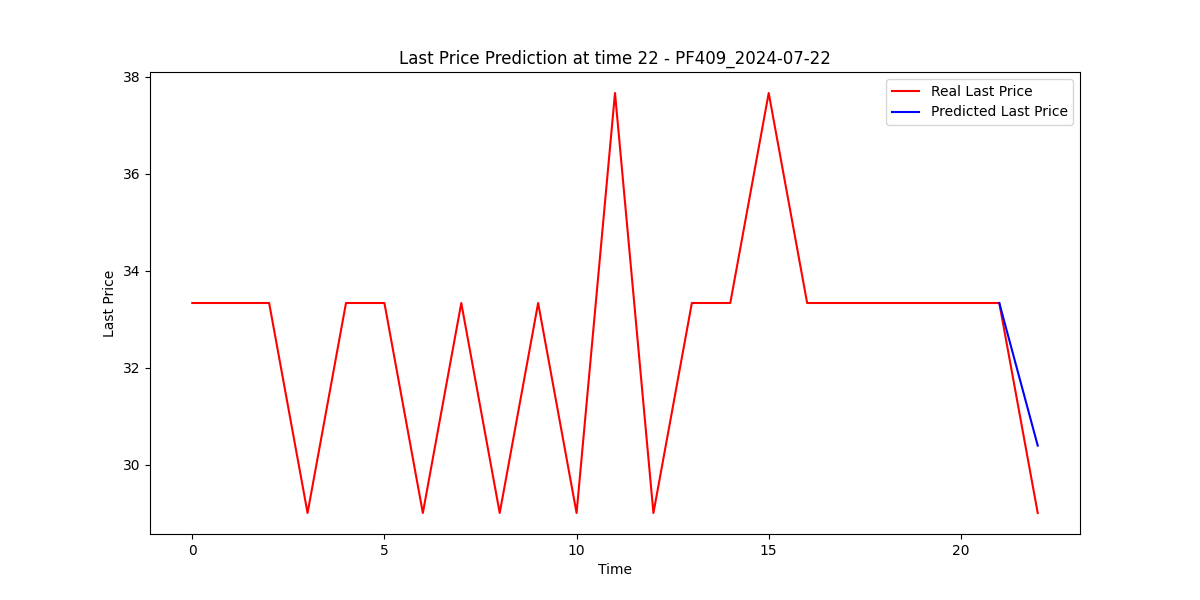 Last Price Prediction at time 22 - PF409_2024-07-22
Real Last Price
Predicted Last Price
Last Price
38
36
34
32
30
0
5
10
15
20
Time